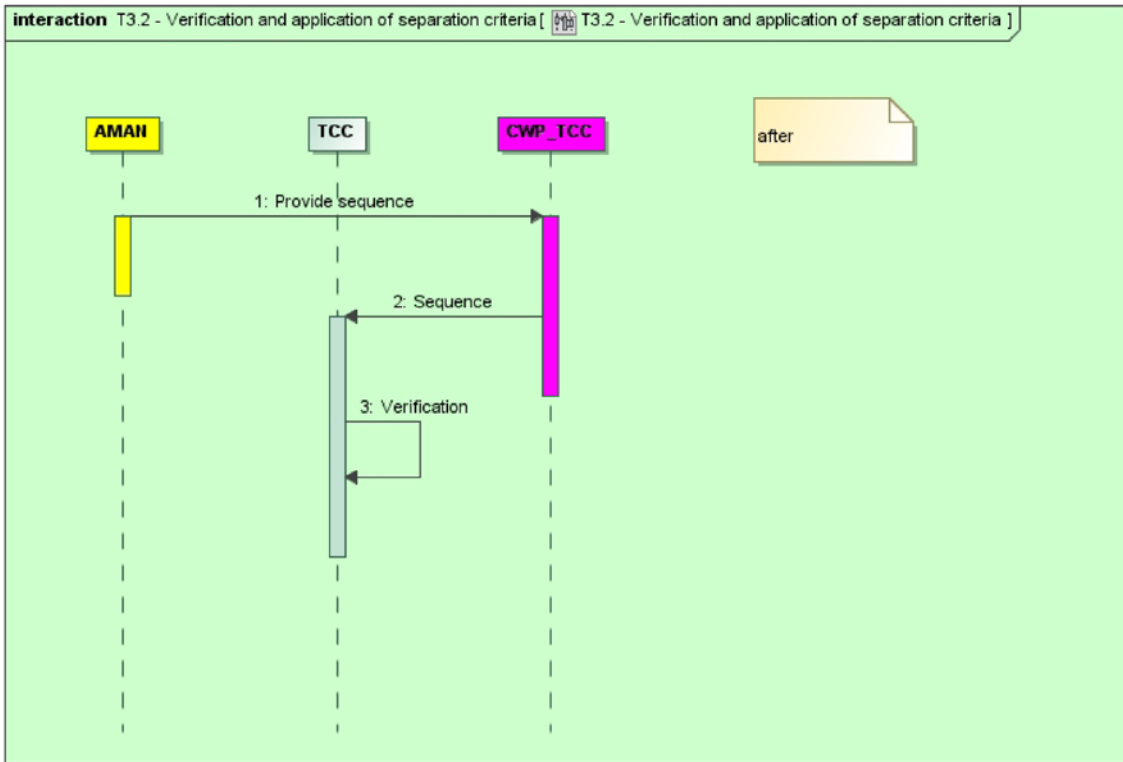 interaction T3.2 - Verification and application of separation criteria [ T3.2 - Verification and application of separation criteria ]
AMAN
TCC
CWP_TCC
after
1: Provide sequence
2: Sequence
3: Verification